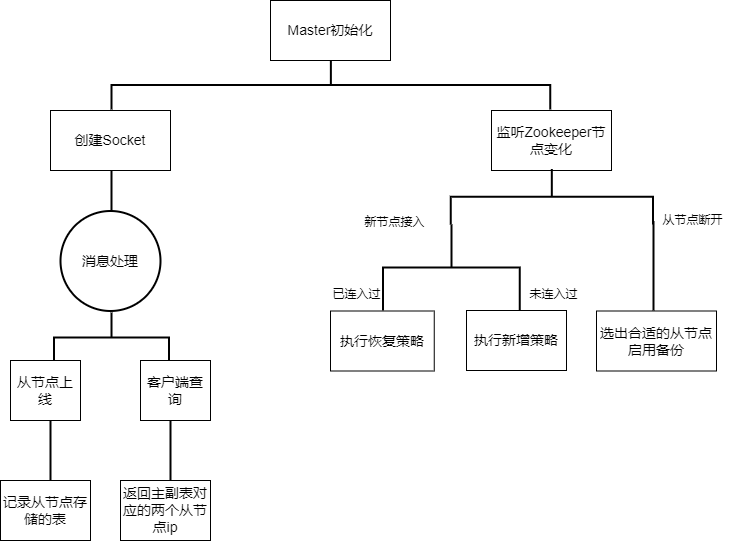 Master初始化
创建Socket
监听Zookeeper节
点变化
新节点接入
从节点断开
消息处理
已连入过
未连入过
执行恢复策略
执行新增策略
选出合适的从节点
启用备份
从节点上
线
客户端查
询
记录从节点存
储的表
返回主副表对
应的两个从节
点ip